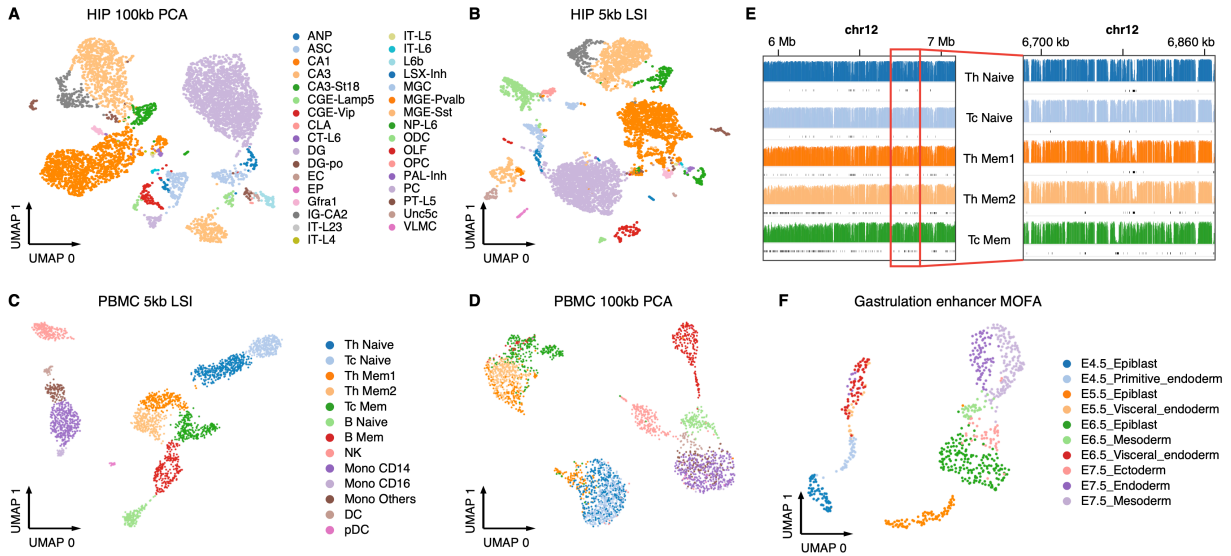 A
HIP 100kb PCA
UMAP 1
UMAP 0
ANP
ASC
CA1
CA3
CA3-St18
CGE-Lamp5
CGE-Vip
CLA
CT-L6
DG
DG-po
EC
EP
Gfra1
IG-CA2
IT-L23
IT-L4
IT-L5
IT-L6
L6b
LSX-Inh
MGC
MGE-Pvalb
MGE-Sst
NP-L6
ODC
OLF
OPC
PAL-Inh
PC
PT-L5
Unc5c
VLMC
B
HIP 5kb LSI
UMAP 1
UMAP 0
E
chr12
6 Mb
7 Mb
chr12
6,700 kb
6,860 kb
Th Naive
Tc Naive
Th Mem1
Th Mem2
Tc Mem
C
PBMC 5kb LSI
UMAP 1
UMAP 0
Th Naive
Tc Naive
Th Mem1
Th Mem2
Tc Mem
B Naive
B Mem
NK
Mono CD14
Mono CD16
Mono Others
DC
pDC
D
PBMC 100kb PCA
UMAP 1
UMAP 0
F
Gastrulation enhancer MOFA
UMAP 1
UMAP 0
E4.5_Epiblast
E4.5_Primitive_endoderm
E5.5_Epiblast
E5.5_Visceral_endoderm
E6.5_Epiblast
E6.5_Mesoderm
E6.5_Visceral_endoderm
E7.5_Ectoderm
E7.5_Endoderm
E7.5_Mesoderm